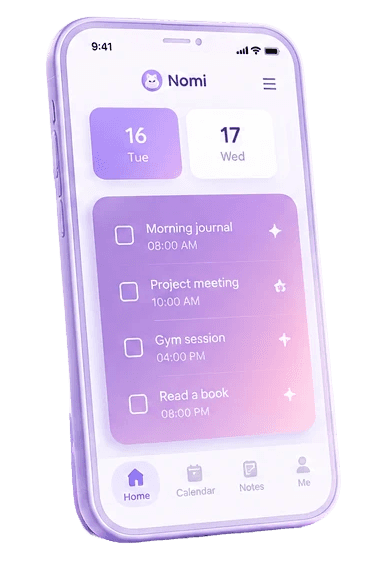 9:41
Nomi
16
Tue
17
Wed
Morning journal
08:00 AM
Project meeting
10:00 AM
Gym session
04:00 PM
Read a book
08:00 PM
Home
Calendar
Notes
Me